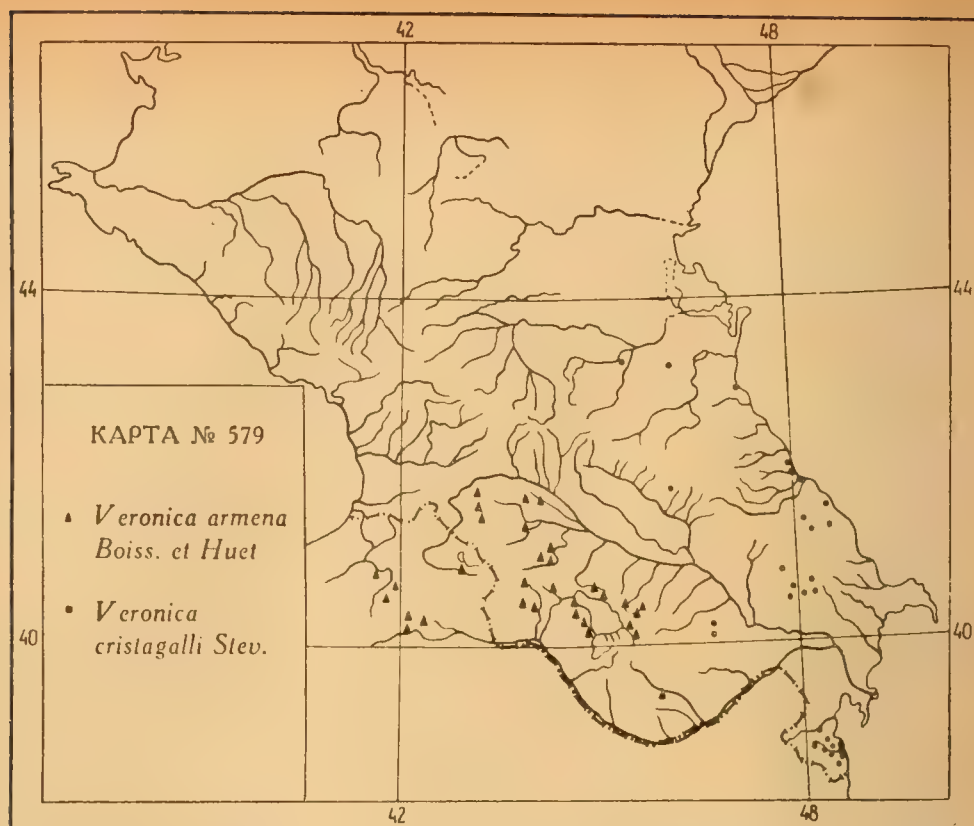 42 48
44 44
КАРТА № 579
▲ Veronica armena
Boiss. et Huet
● Veronica
cristagalli Stev.
40 40
42 48